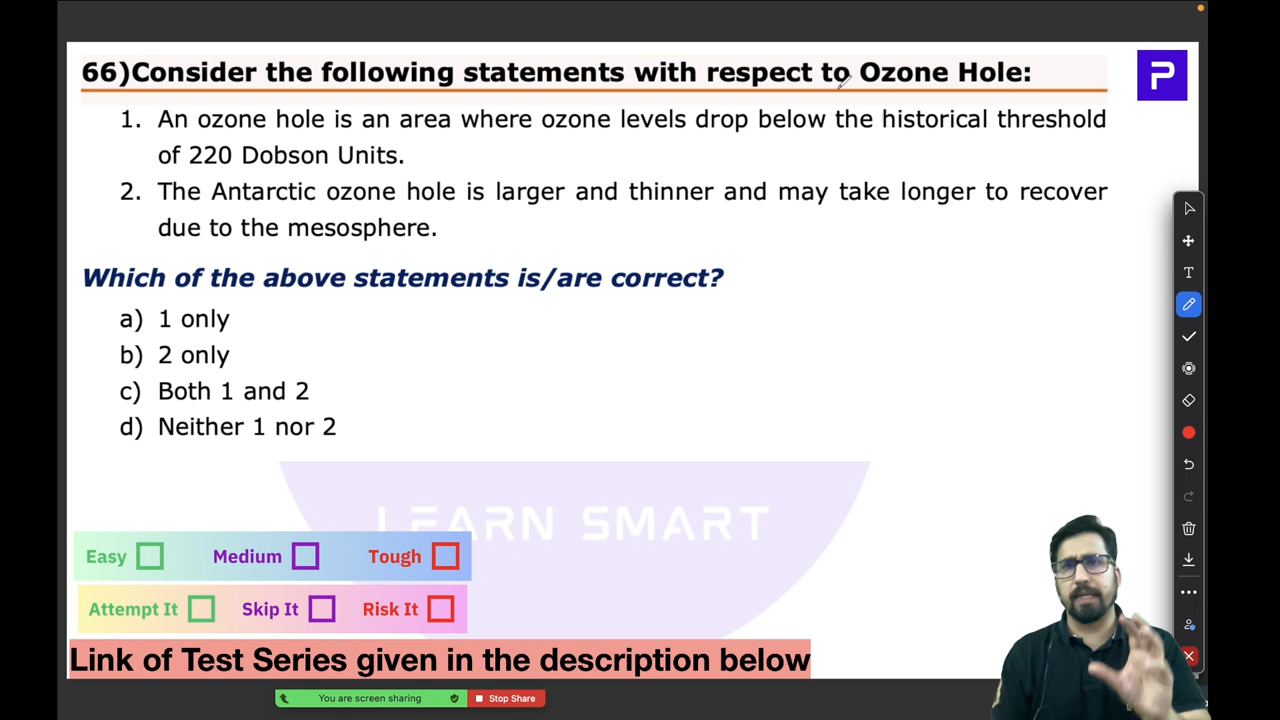 66)Consider the following statements with respect to Ozone Hole:
P
1. An ozone hole is an area where ozone levels drop below the historical threshold
of 220 Dobson Units.
2. The Antarctic ozone hole is larger and thinner and may take longer to recover
due to the mesosphere.
Which of the above statements is/are correct?
a) 1 only
b) 2 only
c) Both 1 and 2
d) Neither 1 nor 2
LEARN SMART
Easy Medium Tough
Attempt It Skip It Risk It
Link of Test Series given in the description below
You are screen sharing Stop Share
T